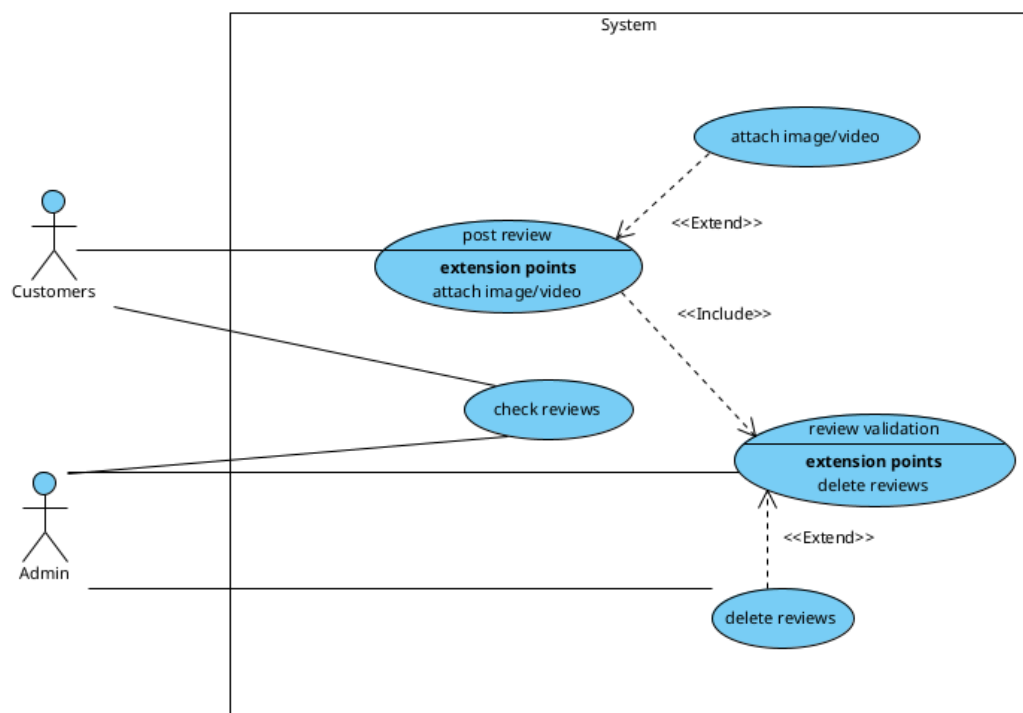 System
attach image/video
<<Extend>>
post review
extension points
attach image/video
Customers
<<Include>>
check reviews
review validation
extension points
delete reviews
<<Extend>>
Admin
delete reviews